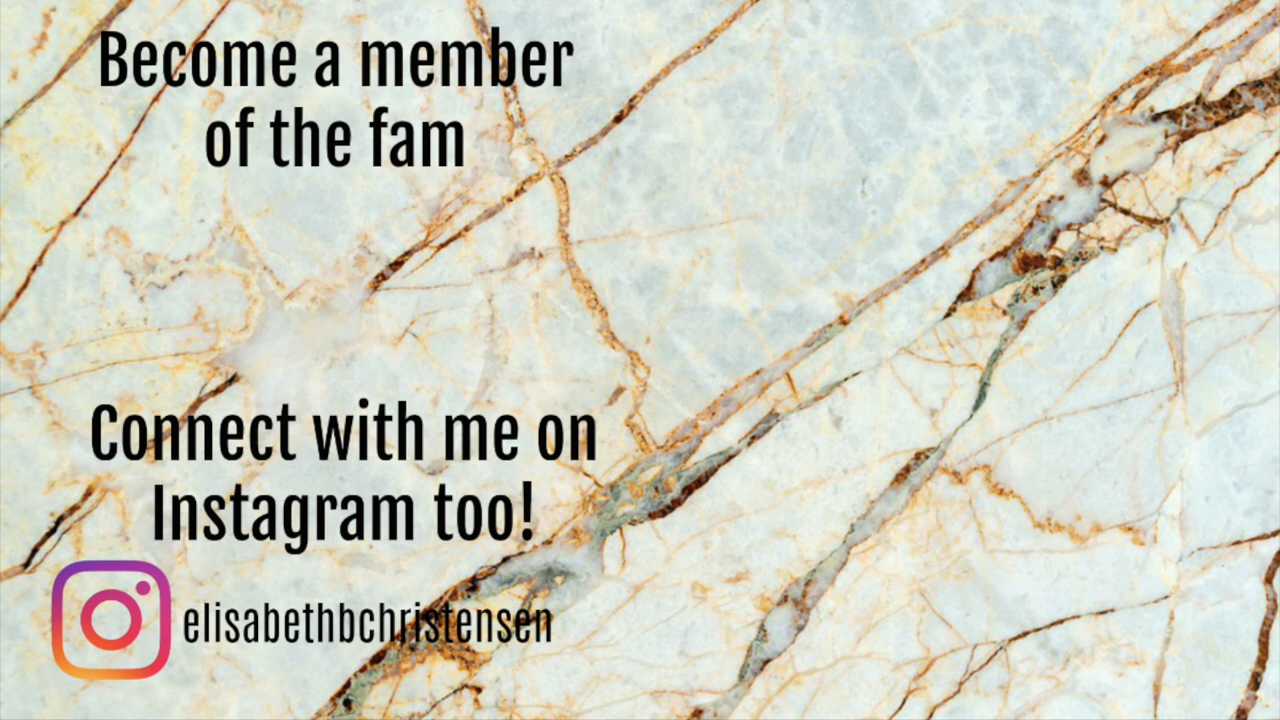 Become a member
of the fam
Connect with me on
Instagram too!
elisabethbchristensen